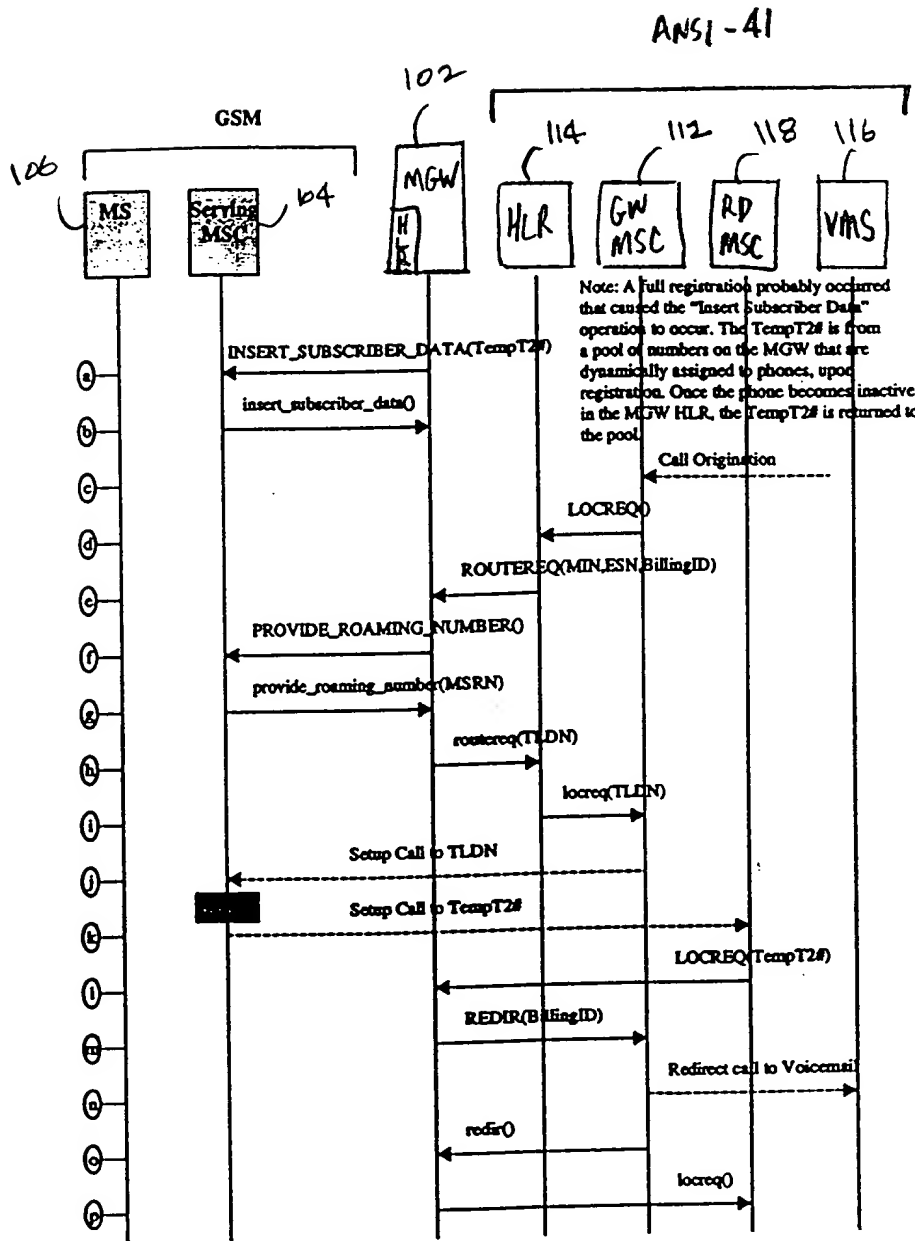 ANSI-41
102
GSM
114
112
118
116
106
MS
Serving
MSC
104
MGW
HLR
HLR
GW
MSC
RD
MSC
VMS
Note: A full registration probably occurred
that caused the "Insert Subscriber Data"
operation to occur. The TempT2# is from
a pool of numbers on the MGW that are
dynamically assigned to phones, upon
registration. Once the phone becomes inactive
in the MGW HLR, the TempT2# is returned to
the pool.
INSERT_SUBSCRIBER_DATA(TempT2#)
a
insert_subscriber_data()
b
Call Origination
c
LOCREQ()
d
ROUTEREQ(MIN,ESN,BillingID)
e
PROVIDE_ROAMING_NUMBER()
f
provide_roaming_number(MSRN)
g
routereq(TLDN)
h
locreq(TLDN)
i
Setup Call to TLDN
j
Setup Call to TempT2#
k
LOCREQ(TempT2#)
l
REDIR(BillingID)
m
Redirect call to Voicemail
n
redir()
o
locreq()
p